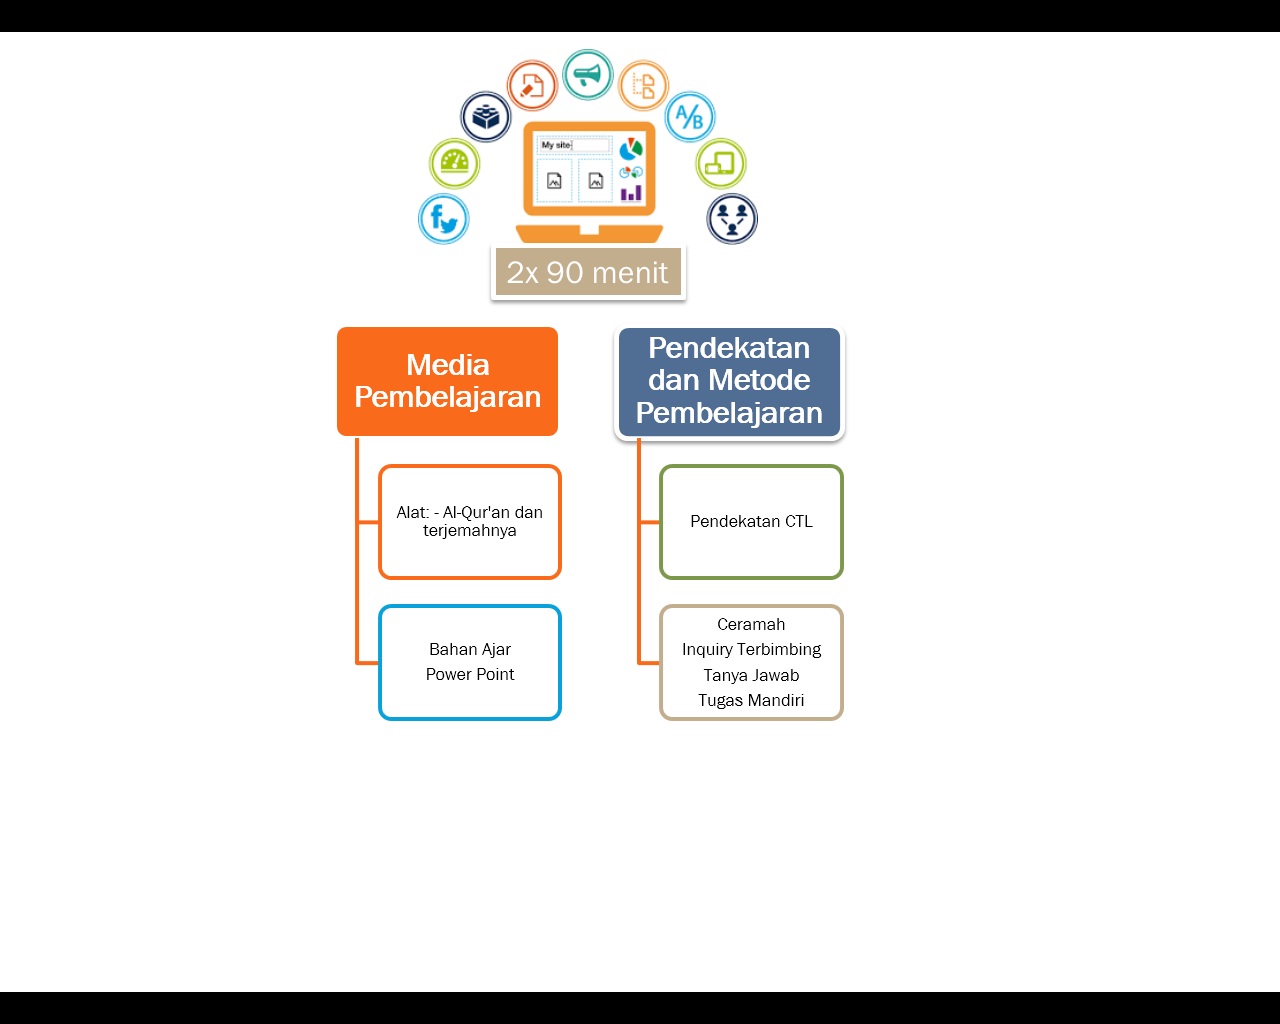 A/B
My site
2x 90 menit
Media
Pembelajaran
Alat: - Al-Qur'an dan
terjemahnya
Bahan Ajar
Power Point
Pendekatan
dan Metode
Pembelajaran
Pendekatan CTL
Ceramah
Inquiry Terbimbing
Tanya Jawab
Tugas Mandiri